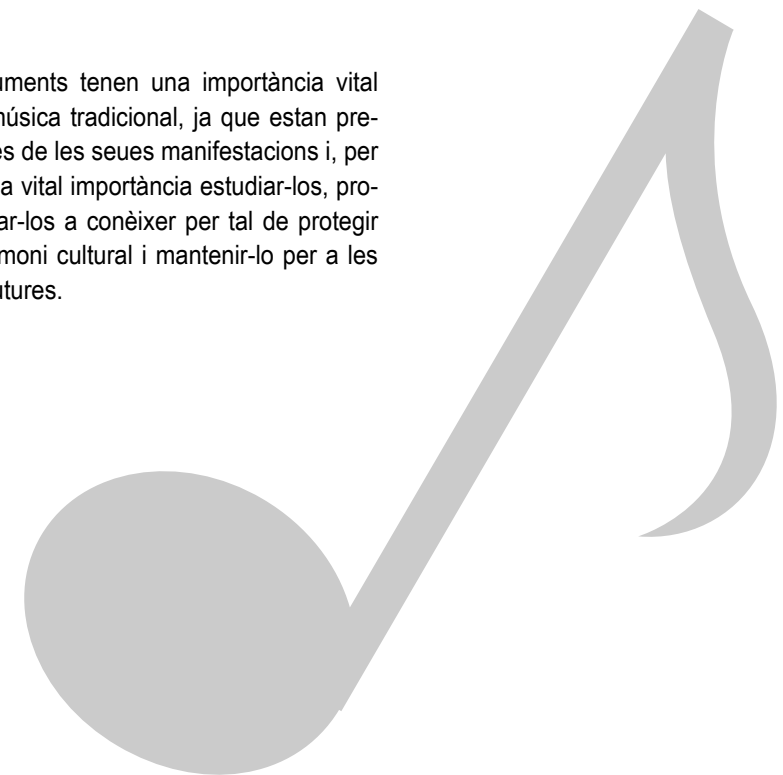 uments tenen una importància vital
núsica tradicional, ja que estan pre-
es de les seues manifestacions i, per
a vital importància estudiar-los, pro-
ar-los a conèixer per tal de protegir
moni cultural i mantenir-lo per a les
utures.